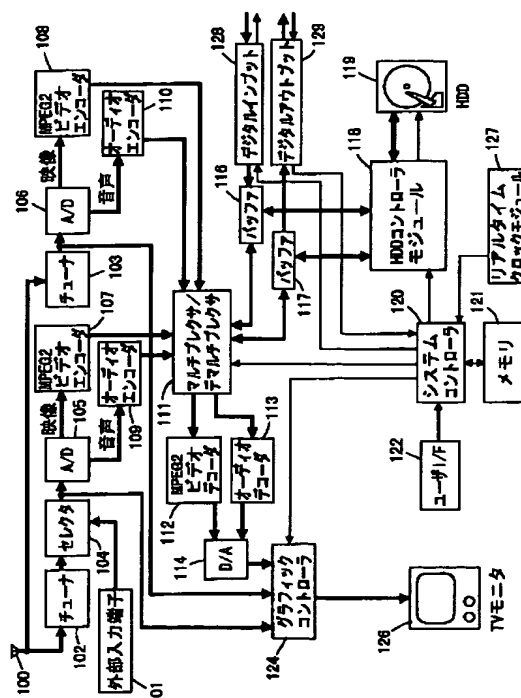 100
チューナ
102
外部入力端子
01
セレクタ
104
A/D
105
映像
音声
MPEG2
ビデオ
エンコーダ
107
オーディオ
エンコーダ
109
チューナ
103
A/D
106
映像
音声
MPEG2
ビデオ
エンコーダ
108
オーディオ
エンコーダ
110
マルチプレクサ/
デマルチプレクサ
111
MPEG2
ビデオ
デコーダ
112
オーディオ
デコーダ
113
D/A
114
バッファ
116
バッファ
117
デジタルインプット
128
デジタルアウトプット
129
HDDコントローラ
モジュール
118
119
HDD
システム
コントローラ
120
メモリ
121
ユーザI/F
122
リアルタイム
クロックモジュール
127
グラフィック
コントローラ
124
TVモニタ
126